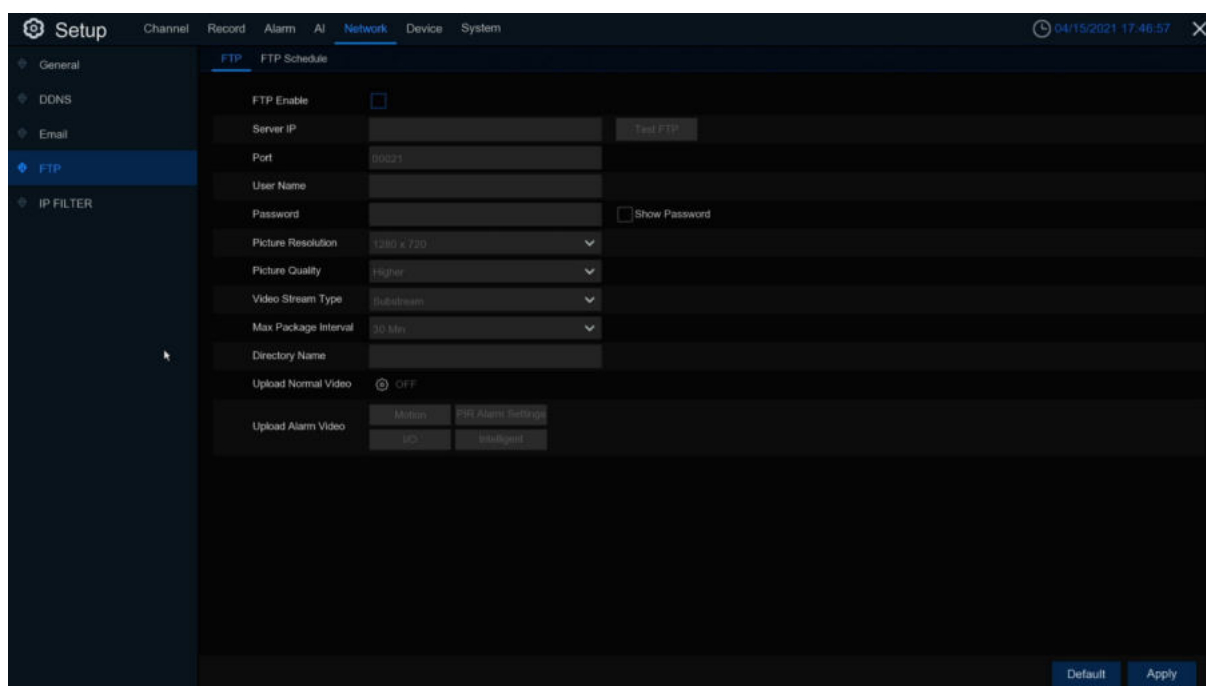 Setup Channel Record Alarm AI Network Device System 04/15/2021 17:46:57
General
DDNS
Email
FTP
IP FILTER
FTP FTP Schedule
FTP Enable
Server IP Test FTP
Port 00021
User Name
Password Show Password
Picture Resolution 1280 x 720
Picture Quality Higher
Video Stream Type Substream
Max Package Interval 30 Min
Directory Name
Upload Normal Video OFF
Upload Alarm Video
Motion PIR Alarm Settings
I/O Intelligent
Default Apply